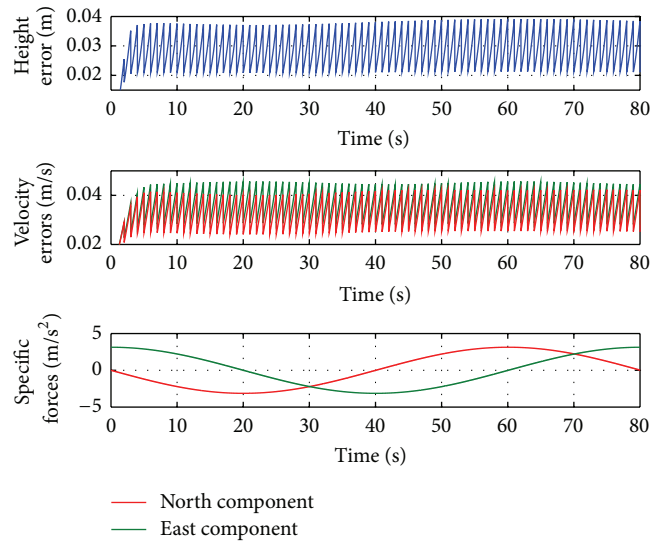 Height
error (m)
0.04
0.03
0.02
0 10 20 30 40 50 60 70 80
Time (s)
Velocity
errors (m/s)
0.04
0.02
0 10 20 30 40 50 60 70 80
Time (s)
Specific
forces (m/s²)
5
0
−5
0 10 20 30 40 50 60 70 80
Time (s)
North component
East component